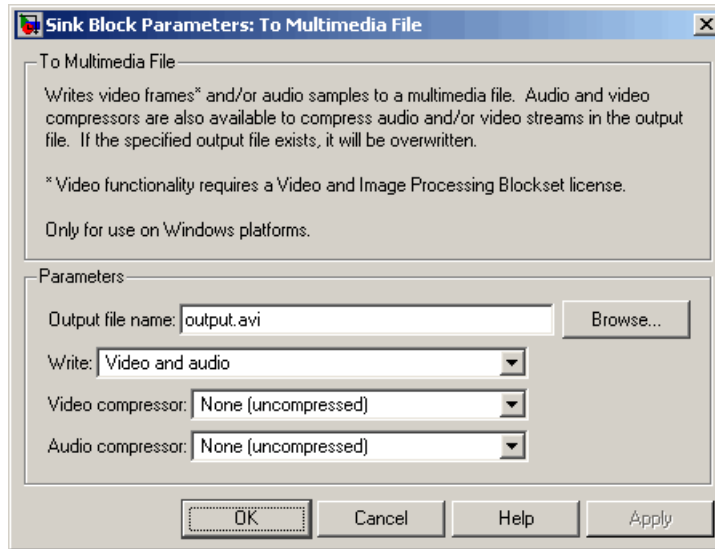 Sink Block Parameters: To Multimedia File
To Multimedia File
Writes video frames* and/or audio samples to a multimedia file.  Audio and video
compressors are also available to compress audio and/or video streams in the output
file.  If the specified output file exists, it will be overwritten.
* Video functionality requires a Video and Image Processing Blockset license.
Only for use on Windows platforms.
Parameters
Output file name: output.avi Browse...
Write: Video and audio
Video compressor: None (uncompressed)
Audio compressor: None (uncompressed)
OK Cancel Help Apply